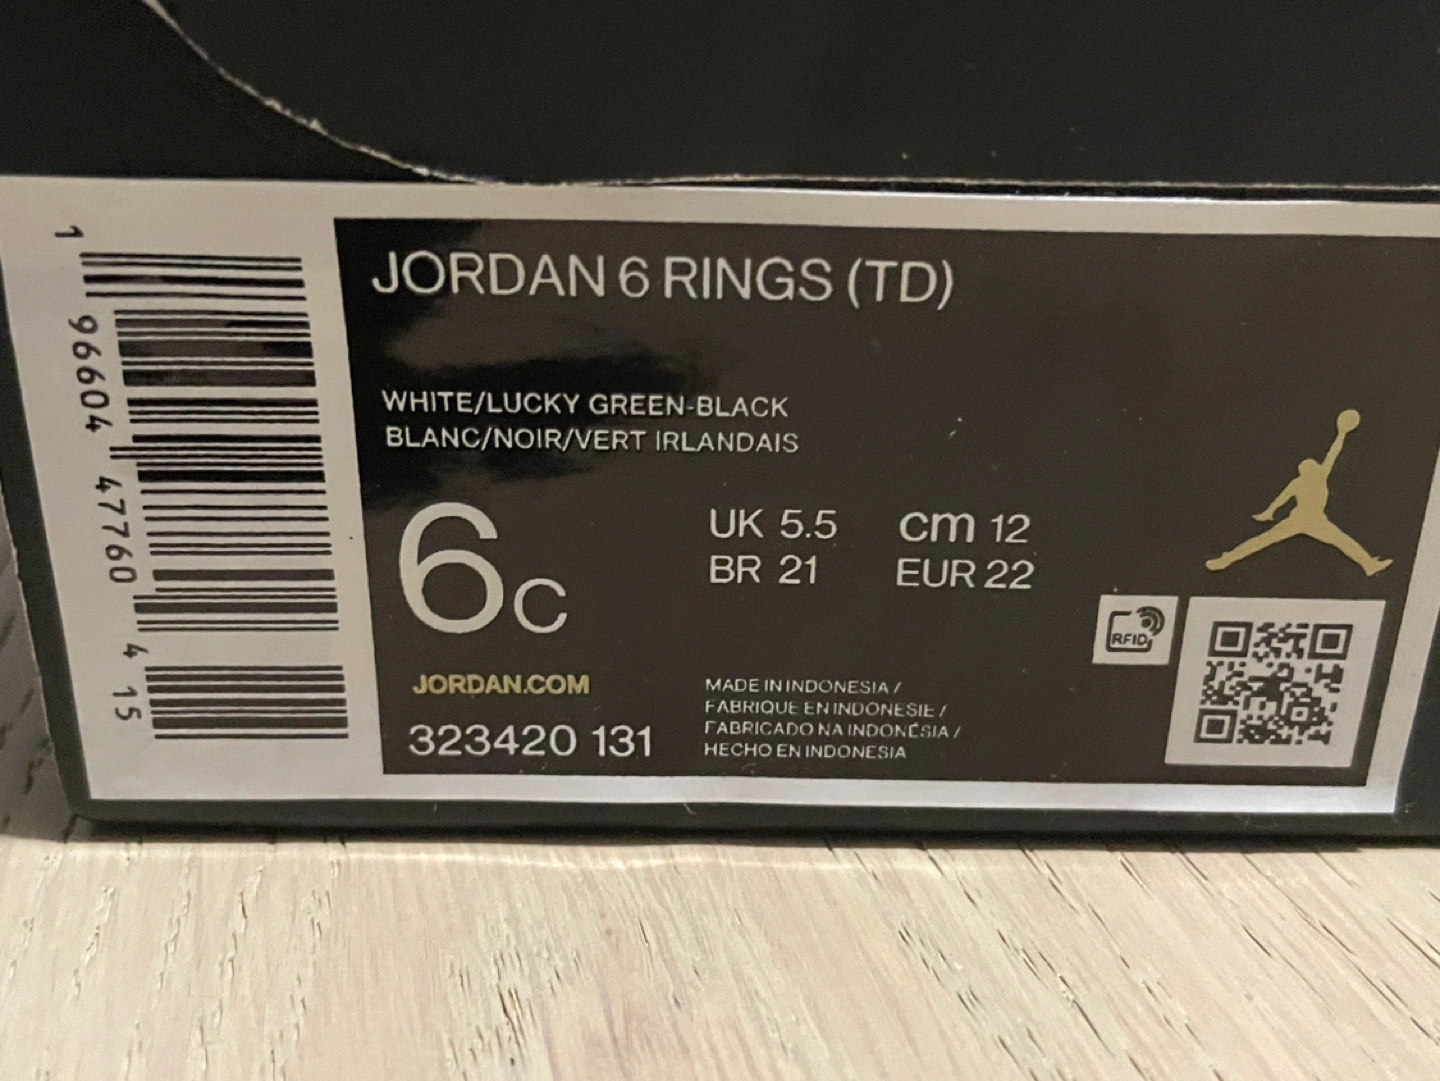 JORDAN 6 RINGS (TD)
WHITE/LUCKY GREEN-BLACK
BLANC/NOIR/VERT IRLANDAIS
6C
UK 5.5 cm 12
BR 21 EUR 22
JORDAN.COM
323420 131
MADE IN INDONESIA /
FABRIQUE EN INDONESIE /
FABRICADO NA INDONÉSIA /
HECHO EN INDONESIA
RFID
1 96604 47760 4 15